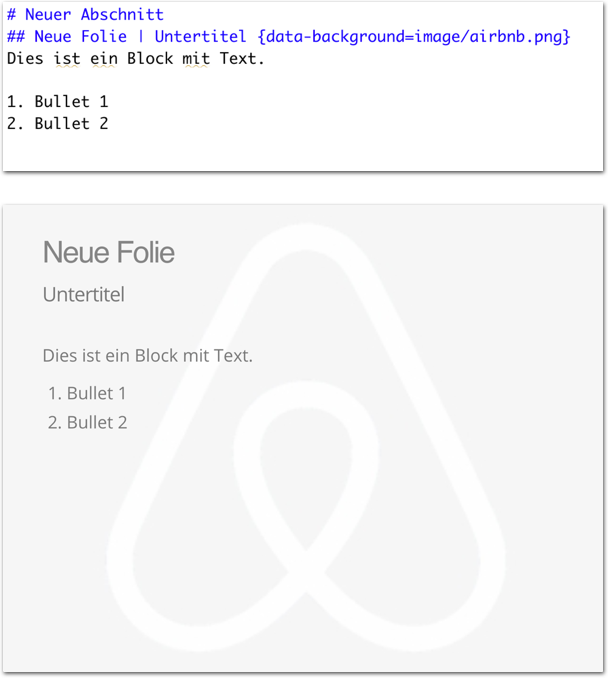 # Neuer Abschnitt
## Neue Folie | Untertitel {data-background=image/airbnb.png}
Dies ist ein Block mit Text.
1. Bullet 1
2. Bullet 2
Neue Folie
Untertitel
Dies ist ein Block mit Text.
1. Bullet 1
2. Bullet 2